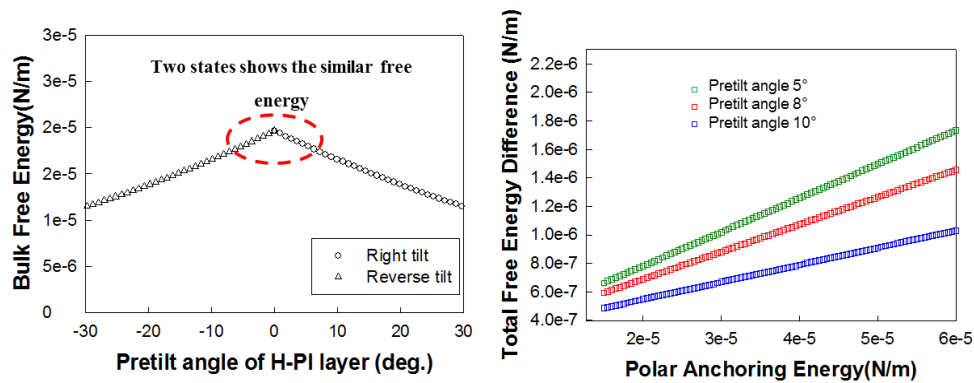 3e-5
3e-5
2e-5
2e-5
1e-5
5e-6
0
Bulk Free Energy(N/m)
Two states shows the similar free
energy
Right tilt
Reverse tilt
-30 -20 -10 0 10 20 30
Pretilt angle of H-PI layer (deg.)
2.2e-6
2.0e-6
1.8e-6
1.6e-6
1.4e-6
1.2e-6
1.0e-6
8.0e-7
6.0e-7
4.0e-7
Total Free Energy Difference (N/m)
Pretilt angle 5°
Pretilt angle 8°
Pretilt angle 10°
2e-5 3e-5 4e-5 5e-5 6e-5
Polar Anchoring Energy(N/m)